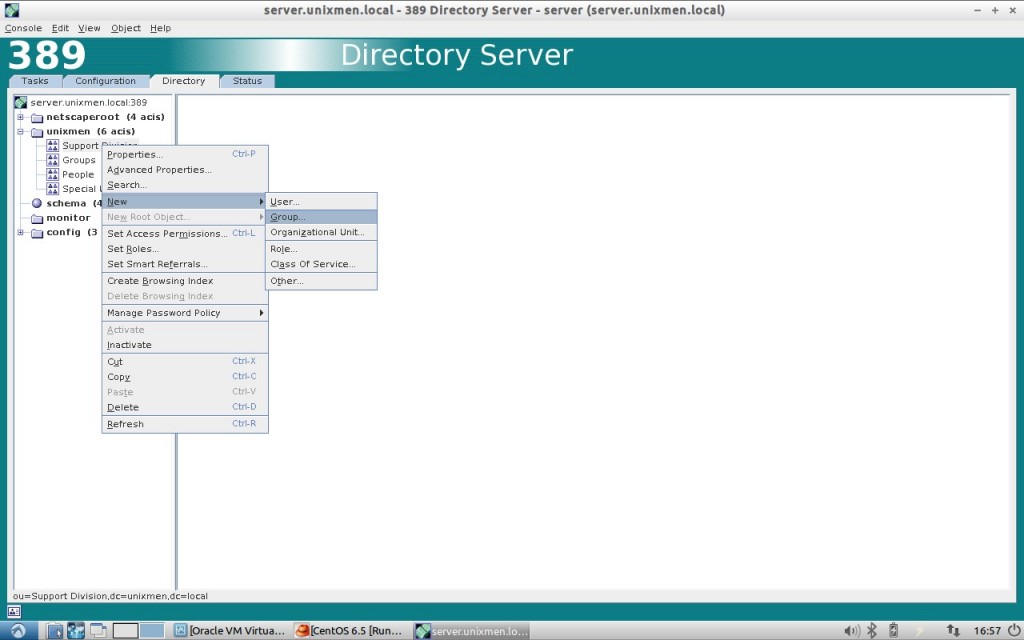 server.unixmen.local - 389 Directory Server - server (server.unixmen.local)
Console Edit View Object Help
389 Directory Server
Tasks Configuration Directory Status
server.unixmen.local:389
netscaperoot (4 acis)
unixmen (6 acis)
Support
Groups
People
Special
schema (4
monitor
config (3
Properties... Ctrl-P
Advanced Properties...
Search...
New
New Root Object...
Set Access Permissions... Ctrl-L
Set Roles...
Set Smart Referrals...
Create Browsing Index
Delete Browsing Index
Manage Password Policy
Activate
Inactivate
Cut Ctrl-X
Copy Ctrl-C
Paste Ctrl-V
Delete Ctrl-D
Refresh Ctrl-R
User...
Group...
Organizational Unit...
Role...
Class Of Service...
Other...
ou=Support Division,dc=unixmen,dc=local
[Oracle VM Virtua... [CentOS 6.5 [Run... server.unixmen.lo... 16:57